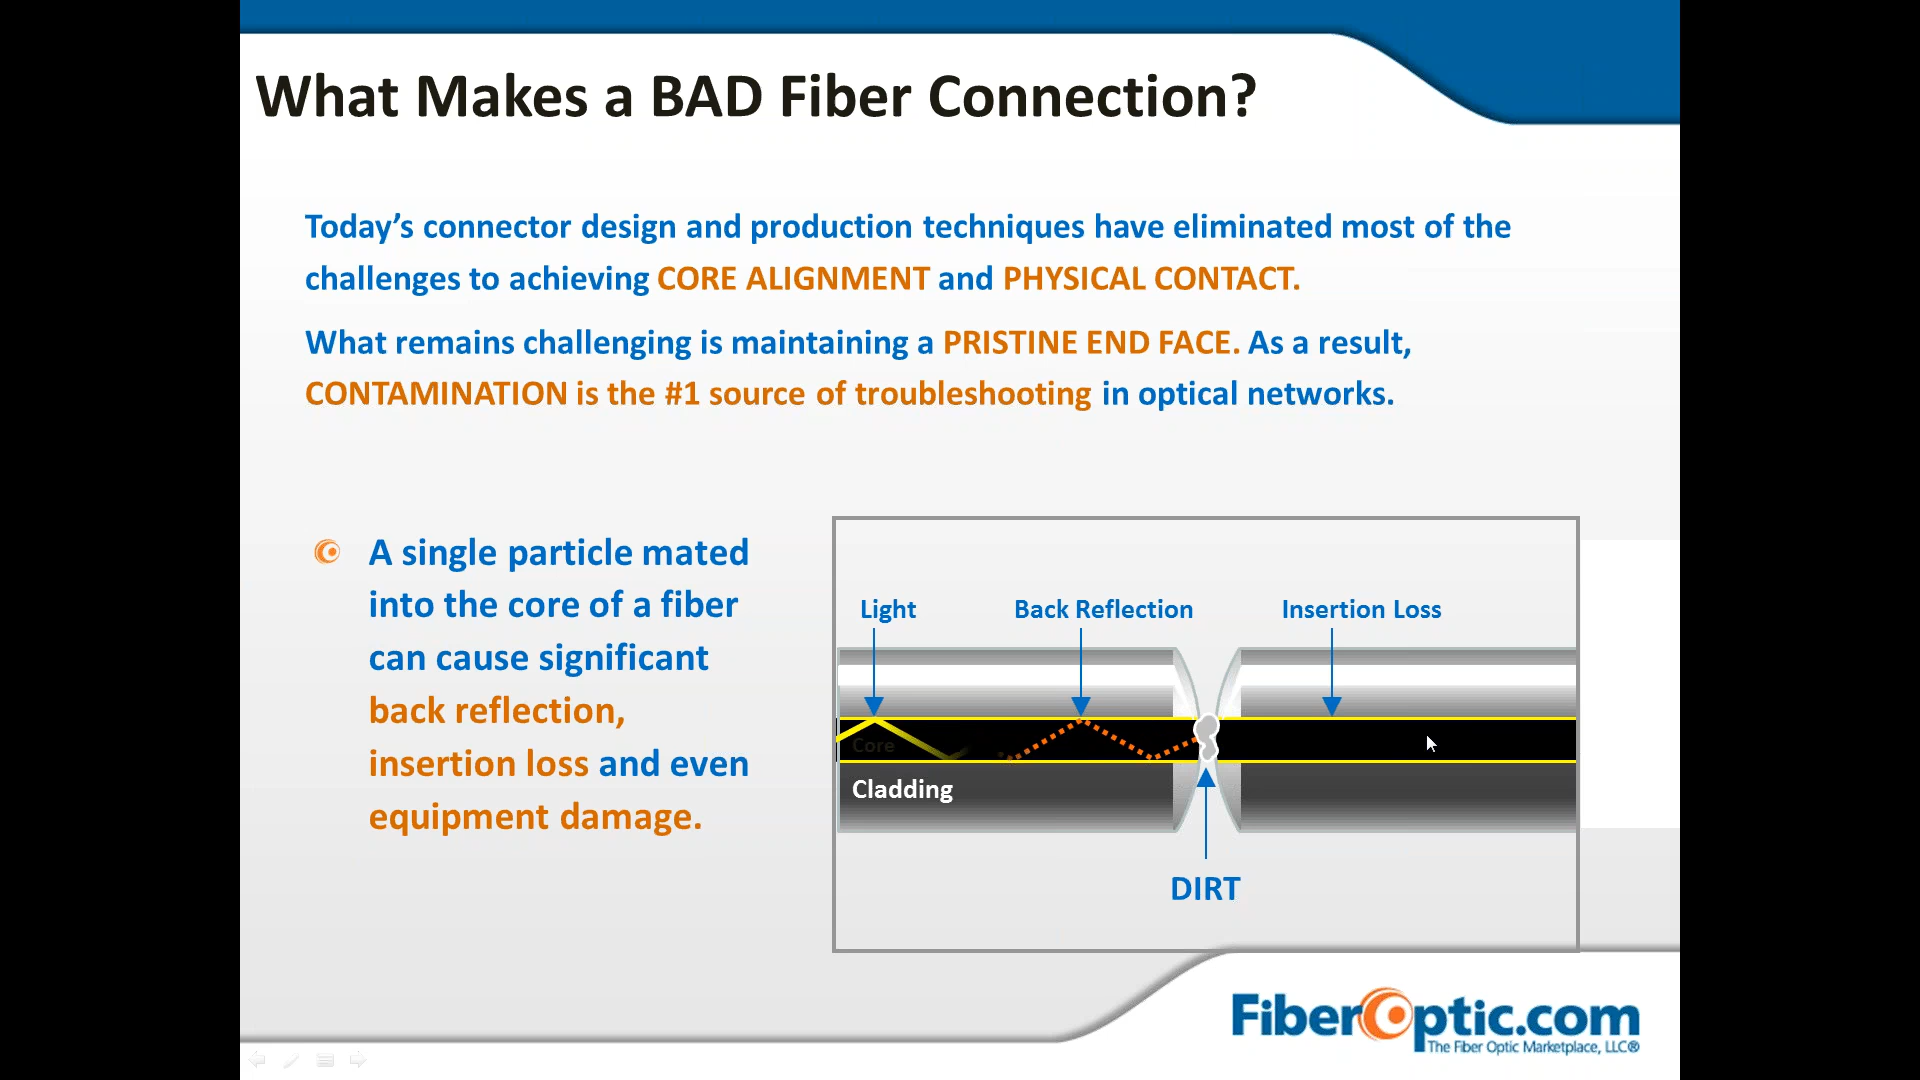 What Makes a BAD Fiber Connection?
Today’s connector design and production techniques have eliminated most of the
challenges to achieving CORE ALIGNMENT and PHYSICAL CONTACT.
What remains challenging is maintaining a PRISTINE END FACE. As a result,
CONTAMINATION is the #1 source of troubleshooting in optical networks.
A single particle mated
into the core of a fiber
can cause significant
back reflection,
insertion loss and even
equipment damage.
Light
Back Reflection
Insertion Loss
Core
Cladding
DIRT
FiberOptic.com
The Fiber Optic Marketplace, LLC®